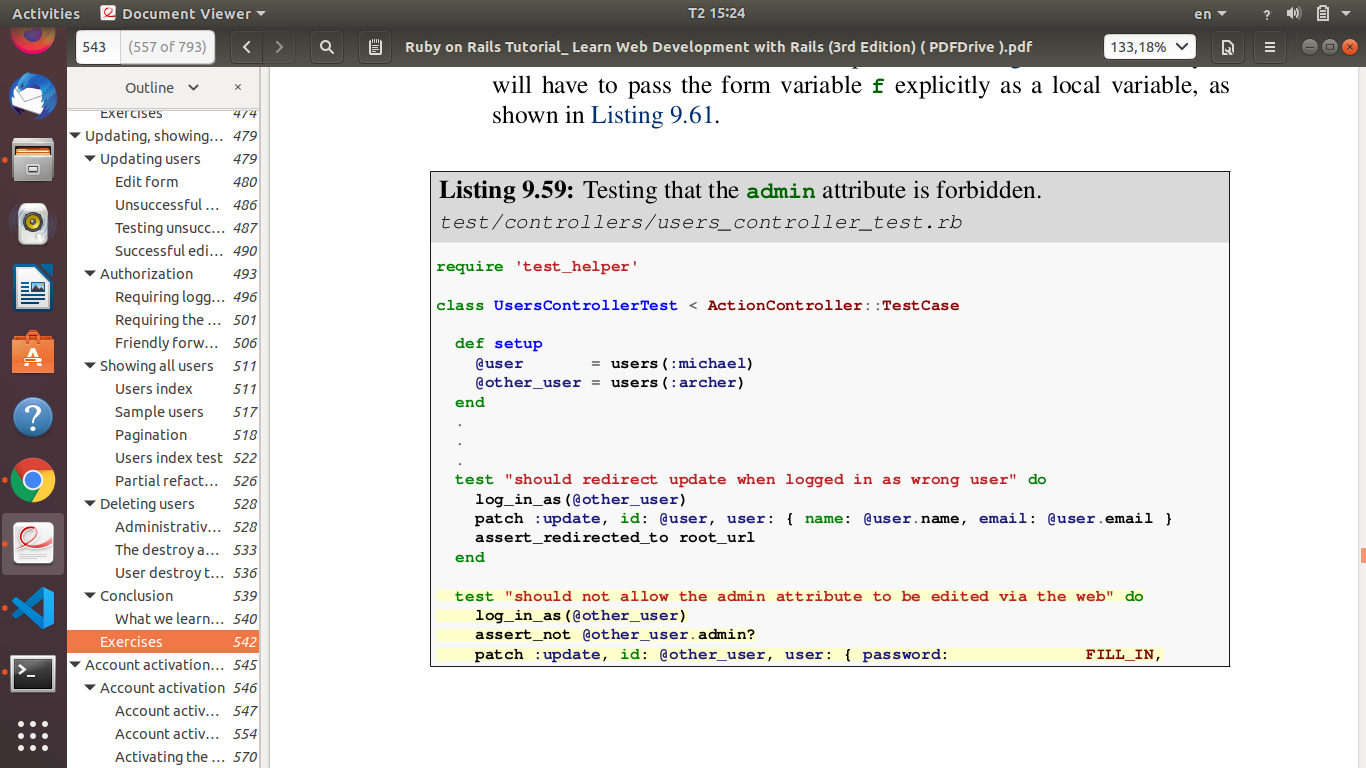 Activities Document Viewer T2 15:24 en ?
543 (557 of 793) Ruby on Rails Tutorial_ Learn Web Development with Rails (3rd Edition) ( PDFDrive ).pdf 133,18%
Outline ×
Exercises 474
Updating, showing… 479
Updating users 479
Edit form 480
Unsuccessful … 486
Testing unsucc… 487
Successful edi… 490
Authorization 493
Requiring logg… 496
Requiring the … 501
Friendly forw… 506
Showing all users 511
Users index 511
Sample users 517
Pagination 518
Users index test 522
Partial refact… 526
Deleting users 528
Administrativ… 528
The destroy a… 533
User destroy t… 536
Conclusion 539
What we learn… 540
Exercises 542
Account activation… 545
Account activation 546
Account activ… 547
Account activ… 554
Activating the … 570
will have to pass the form variable f explicitly as a local variable, as
shown in Listing 9.61.
Listing 9.59: Testing that the admin attribute is forbidden.
test/controllers/users_controller_test.rb
require 'test_helper'
class UsersControllerTest < ActionController::TestCase
def setup
@user = users(:michael)
@other_user = users(:archer)
end
.
.
.
test "should redirect update when logged in as wrong user" do
log_in_as(@other_user)
patch :update, id: @user, user: { name: @user.name, email: @user.email }
assert_redirected_to root_url
end
test "should not allow the admin attribute to be edited via the web" do
log_in_as(@other_user)
assert_not @other_user.admin?
patch :update, id: @other_user, user: { password: FILL_IN,